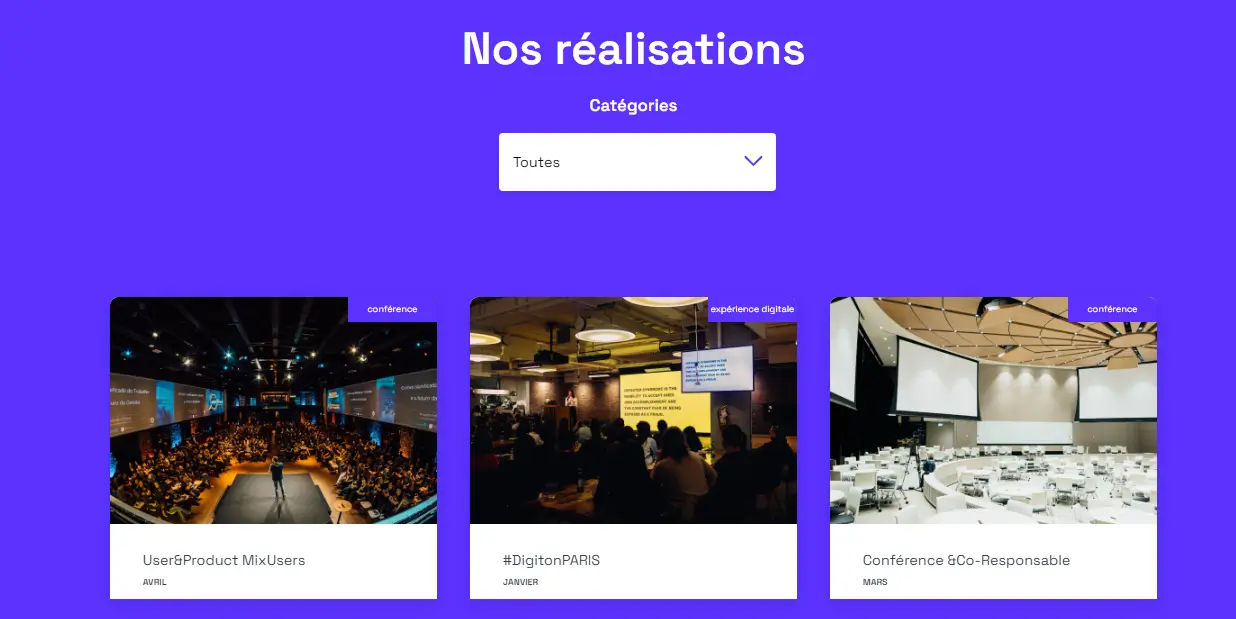 Nos réalisations
Catégories
Toutes
conférence
expérience digitale
conférence
User&Product MixUsers
AVRIL
#DigitonPARIS
JANVIER
Conférence &Co-Responsable
MARS